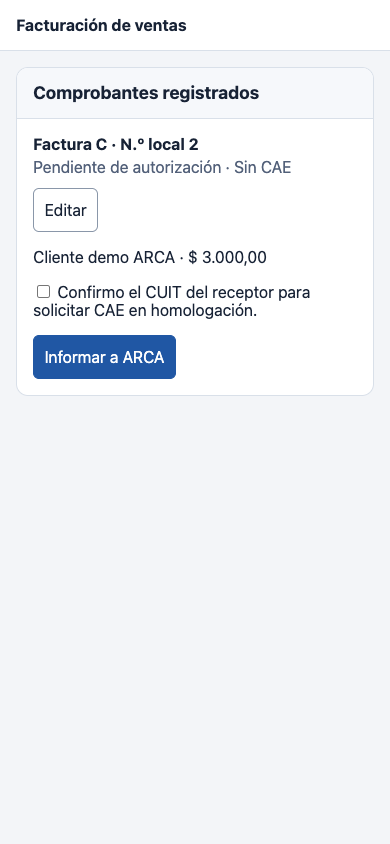 Facturación de ventas
Comprobantes registrados
Factura C · N.º local 2
Pendiente de autorización · Sin CAE
Editar
Cliente demo ARCA · $ 3.000,00
Confirmo el CUIT del receptor para
solicitar CAE en homologación.
Informar a ARCA